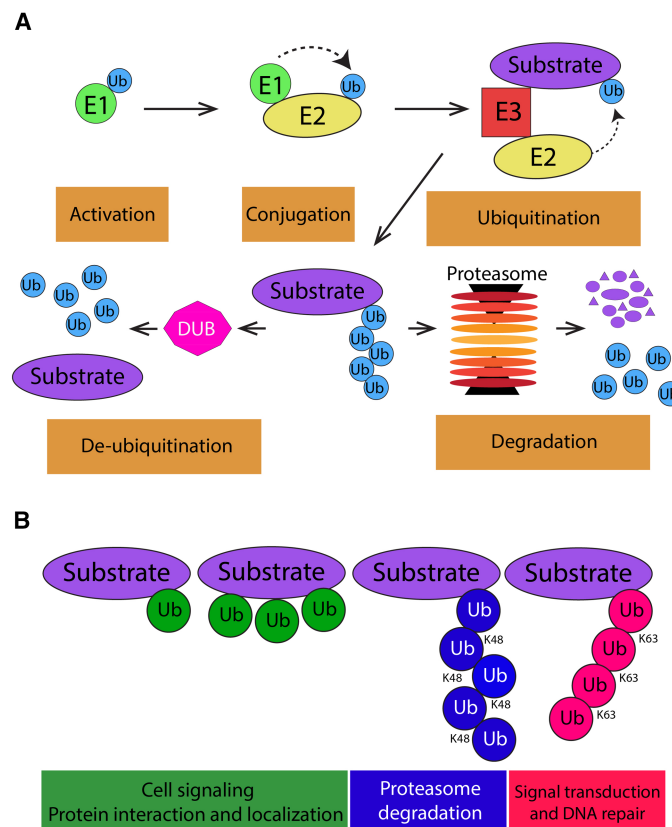 A
Ub
E1
E1
Ub
E2
Substrate
Ub
E3
E2
Activation
Conjugation
Ubiquitination
Ub
Ub
Ub
Ub
Ub
Substrate
DUB
Substrate
Ub
Ub
Ub
Ub
Ub
Proteasome
Ub
Ub
Ub
Ub
Ub
De-ubiquitination
Degradation
B
Substrate
Ub
Substrate
Ub
Ub
Ub
Substrate
Ub
K48
Ub
K48
Ub
K48
Ub
K48
Ub
Substrate
Ub
K63
Ub
K63
Ub
K63
Ub
Cell signaling
Protein interaction and localization
Proteasome
degradation
Signal transduction
and DNA repair